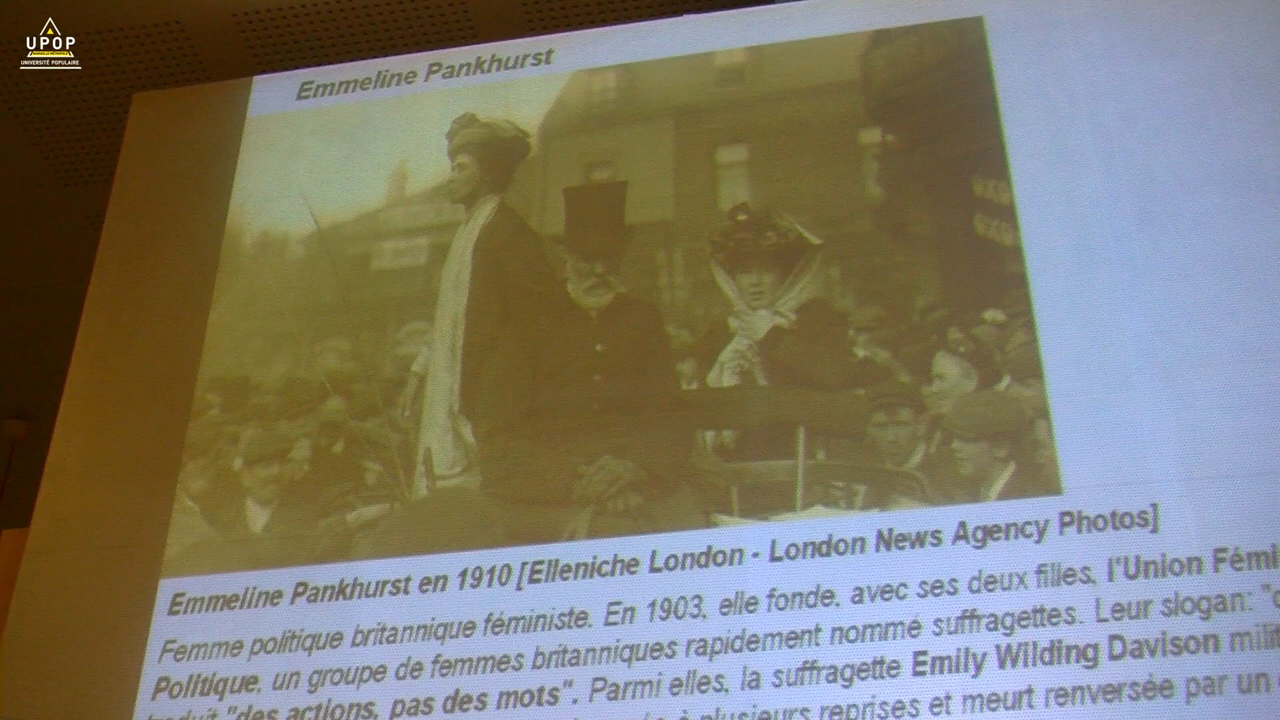 UPOP
UNIVERSITÉ POPULAIRE
Emmeline Pankhurst
Emmeline Pankhurst en 1910 [Elleniche London - London News Agency Photos]
Femme politique britannique féministe. En 1903, elle fonde, avec ses deux filles, l'Union Fémi
Politique, un groupe de femmes britanniques rapidement nommé suffragettes. Leur slogan: "
"des actions, pas des mots". Parmi elles, la suffragette Emily Wilding Davison mili
à plusieurs reprises et meurt renversée par un